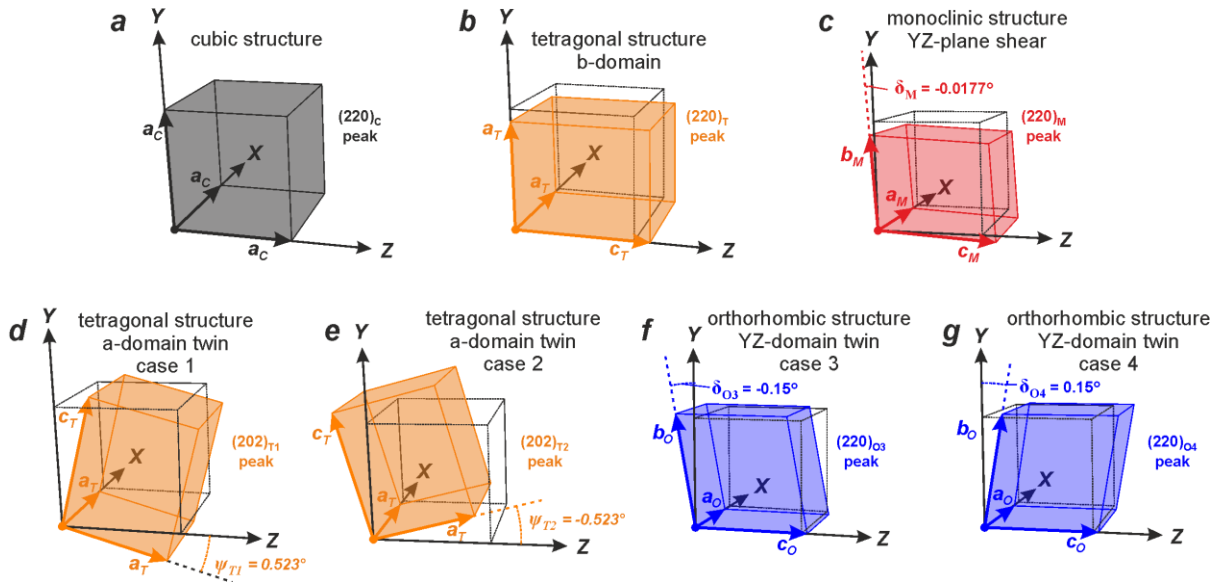 a
cubic structure
Y
a_C
X
a_C
a_C
Z
(220)_C
peak
b
tetragonal structure
b-domain
Y
a_T
X
a_T
c_T
Z
(220)_T
peak
c
monoclinic structure
YZ-plane shear
Y
δ_M = -0.0177°
b_M
X
a_M
c_M
Z
(220)_M
peak
d
tetragonal structure
a-domain twin
case 1
Y
c_T
X
a_T
a_T
Z
ψ_T1 = 0.523°
(202)_T1
peak
e
tetragonal structure
a-domain twin
case 2
Y
c_T
X
a_T
a_T
Z
ψ_T2 = -0.523°
(202)_T2
peak
f
orthorhombic structure
YZ-domain twin
case 3
Y
δ_O3 = -0.15°
b_O
X
a_O
c_O
Z
(220)_O3
peak
g
orthorhombic structure
YZ-domain twin
case 4
Y
δ_O4 = 0.15°
b_O
X
a_O
c_O
Z
(220)_O4
peak